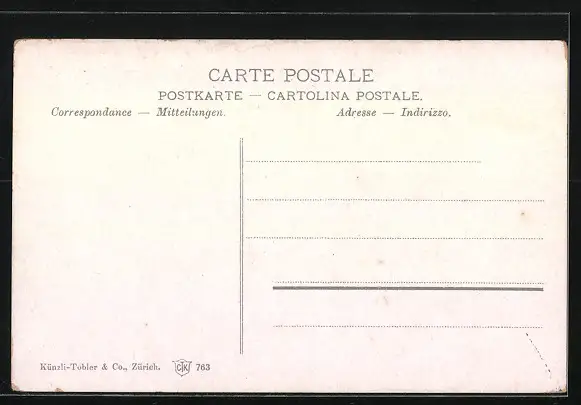 CARTE POSTALE
POSTKARTE — CARTOLINA POSTALE.
Correspondance — Mitteilungen. Adresse — Indirizzo.
Künzli-Tobler & Co., Zürich. CTK 763